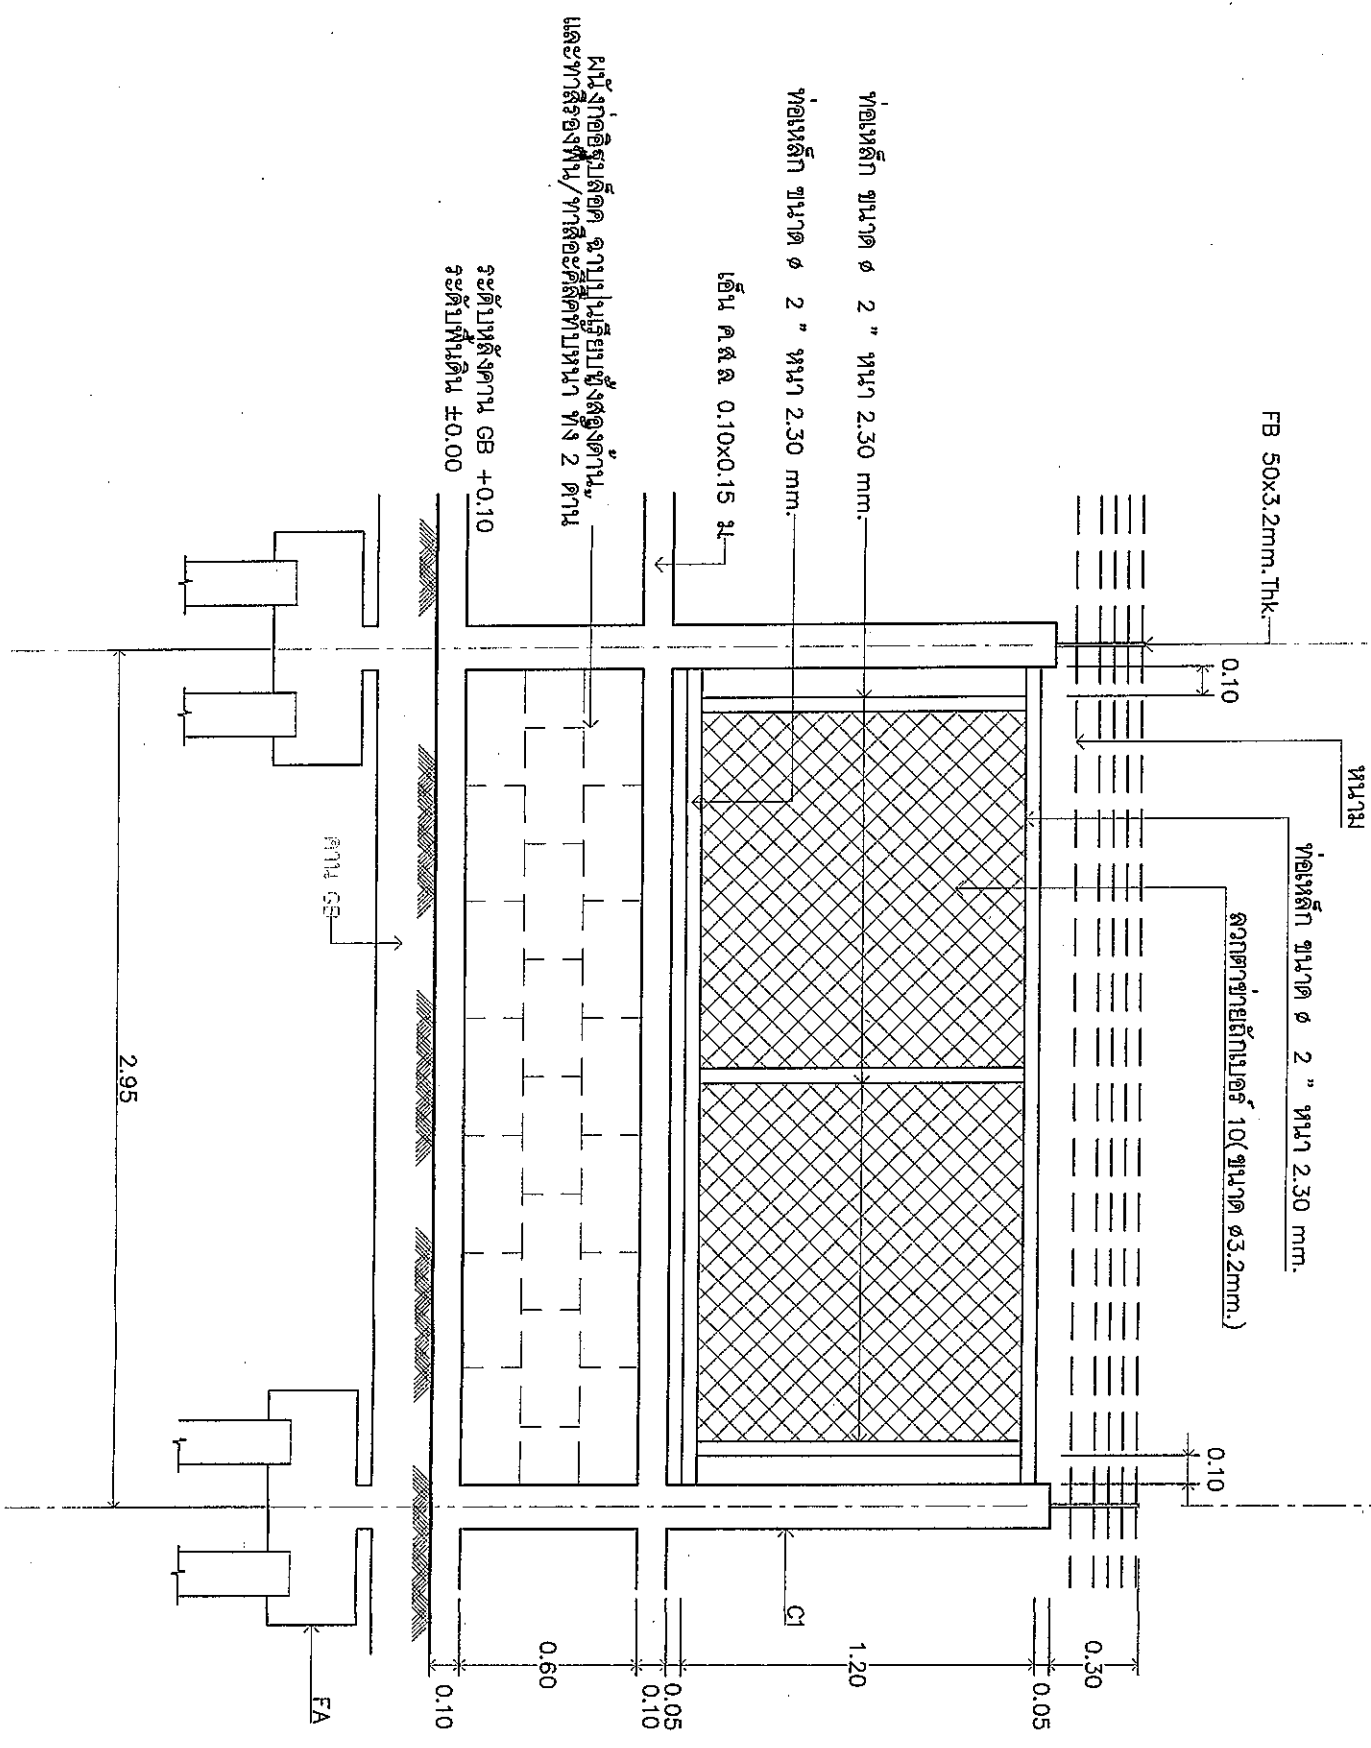 FB 50x3.2mm.Thk.
0.10
หนาม
ท่อเหล็ก ขนาด ø 2 " หนา 2.30 mm.
ลวดตาข่ายถักเบอร์ 10(ขนาด ø3.2mm.)
0.10
0.30
0.05
1.20
0.05
0.10
0.60
0.10
C1
FA
ท่อเหล็ก ขนาด ø 2 " หนา 2.30 mm.
ท่อเหล็ก ขนาด ø 2 " หนา 2.30 mm.
เอ็น ค.ส.ล 0.10x0.15 ม.
ผนังก่ออิฐบล็อค ฉาบปูนเรียบทั้งสองด้าน,
และทาสีรองพื้น/ทาสีอะคลิคทับหน้า ทั้ง 2 ด้าน
ระดับหลังคาน GB +0.10
ระดับพื้นดิน ±0.00
คาน GB
2.95